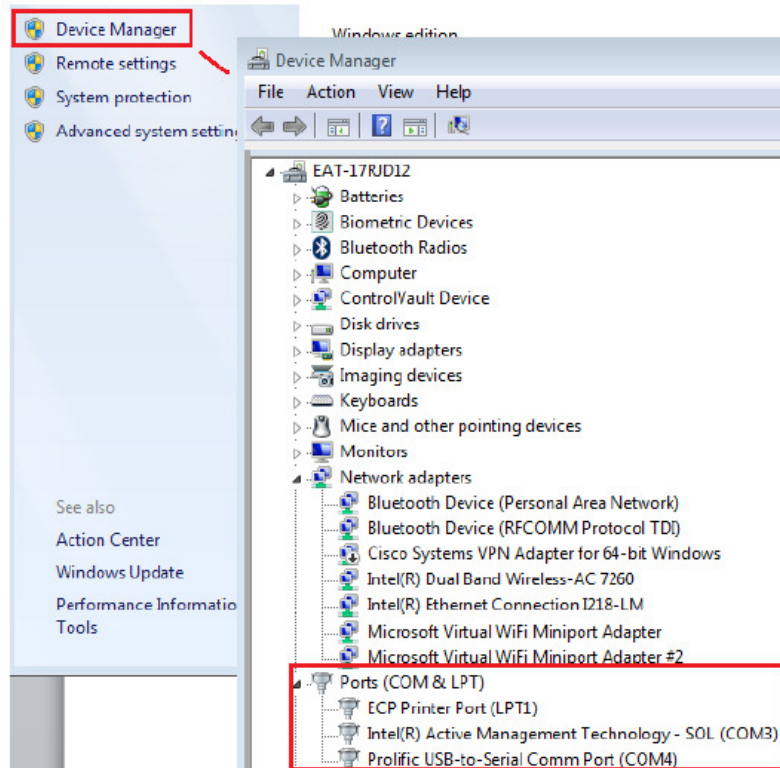 Device Manager
Remote settings
System protection
Advanced system settin
See also
Action Center
Windows Update
Performance Informatio
Tools
Windows edition
Device Manager
File Action View Help
EAT-17RJD12
Batteries
Biometric Devices
Bluetooth Radios
Computer
ControlVault Device
Disk drives
Display adapters
Imaging devices
Keyboards
Mice and other pointing devices
Monitors
Network adapters
Bluetooth Device (Personal Area Network)
Bluetooth Device (RFCOMM Protocol TDI)
Cisco Systems VPN Adapter for 64-bit Windows
Intel(R) Dual Band Wireless-AC 7260
Intel(R) Ethernet Connection I218-LM
Microsoft Virtual WiFi Miniport Adapter
Microsoft Virtual WiFi Miniport Adapter #2
Ports (COM & LPT)
ECP Printer Port (LPT1)
Intel(R) Active Management Technology - SOL (COM3)
Prolific USB-to-Serial Comm Port (COM4)